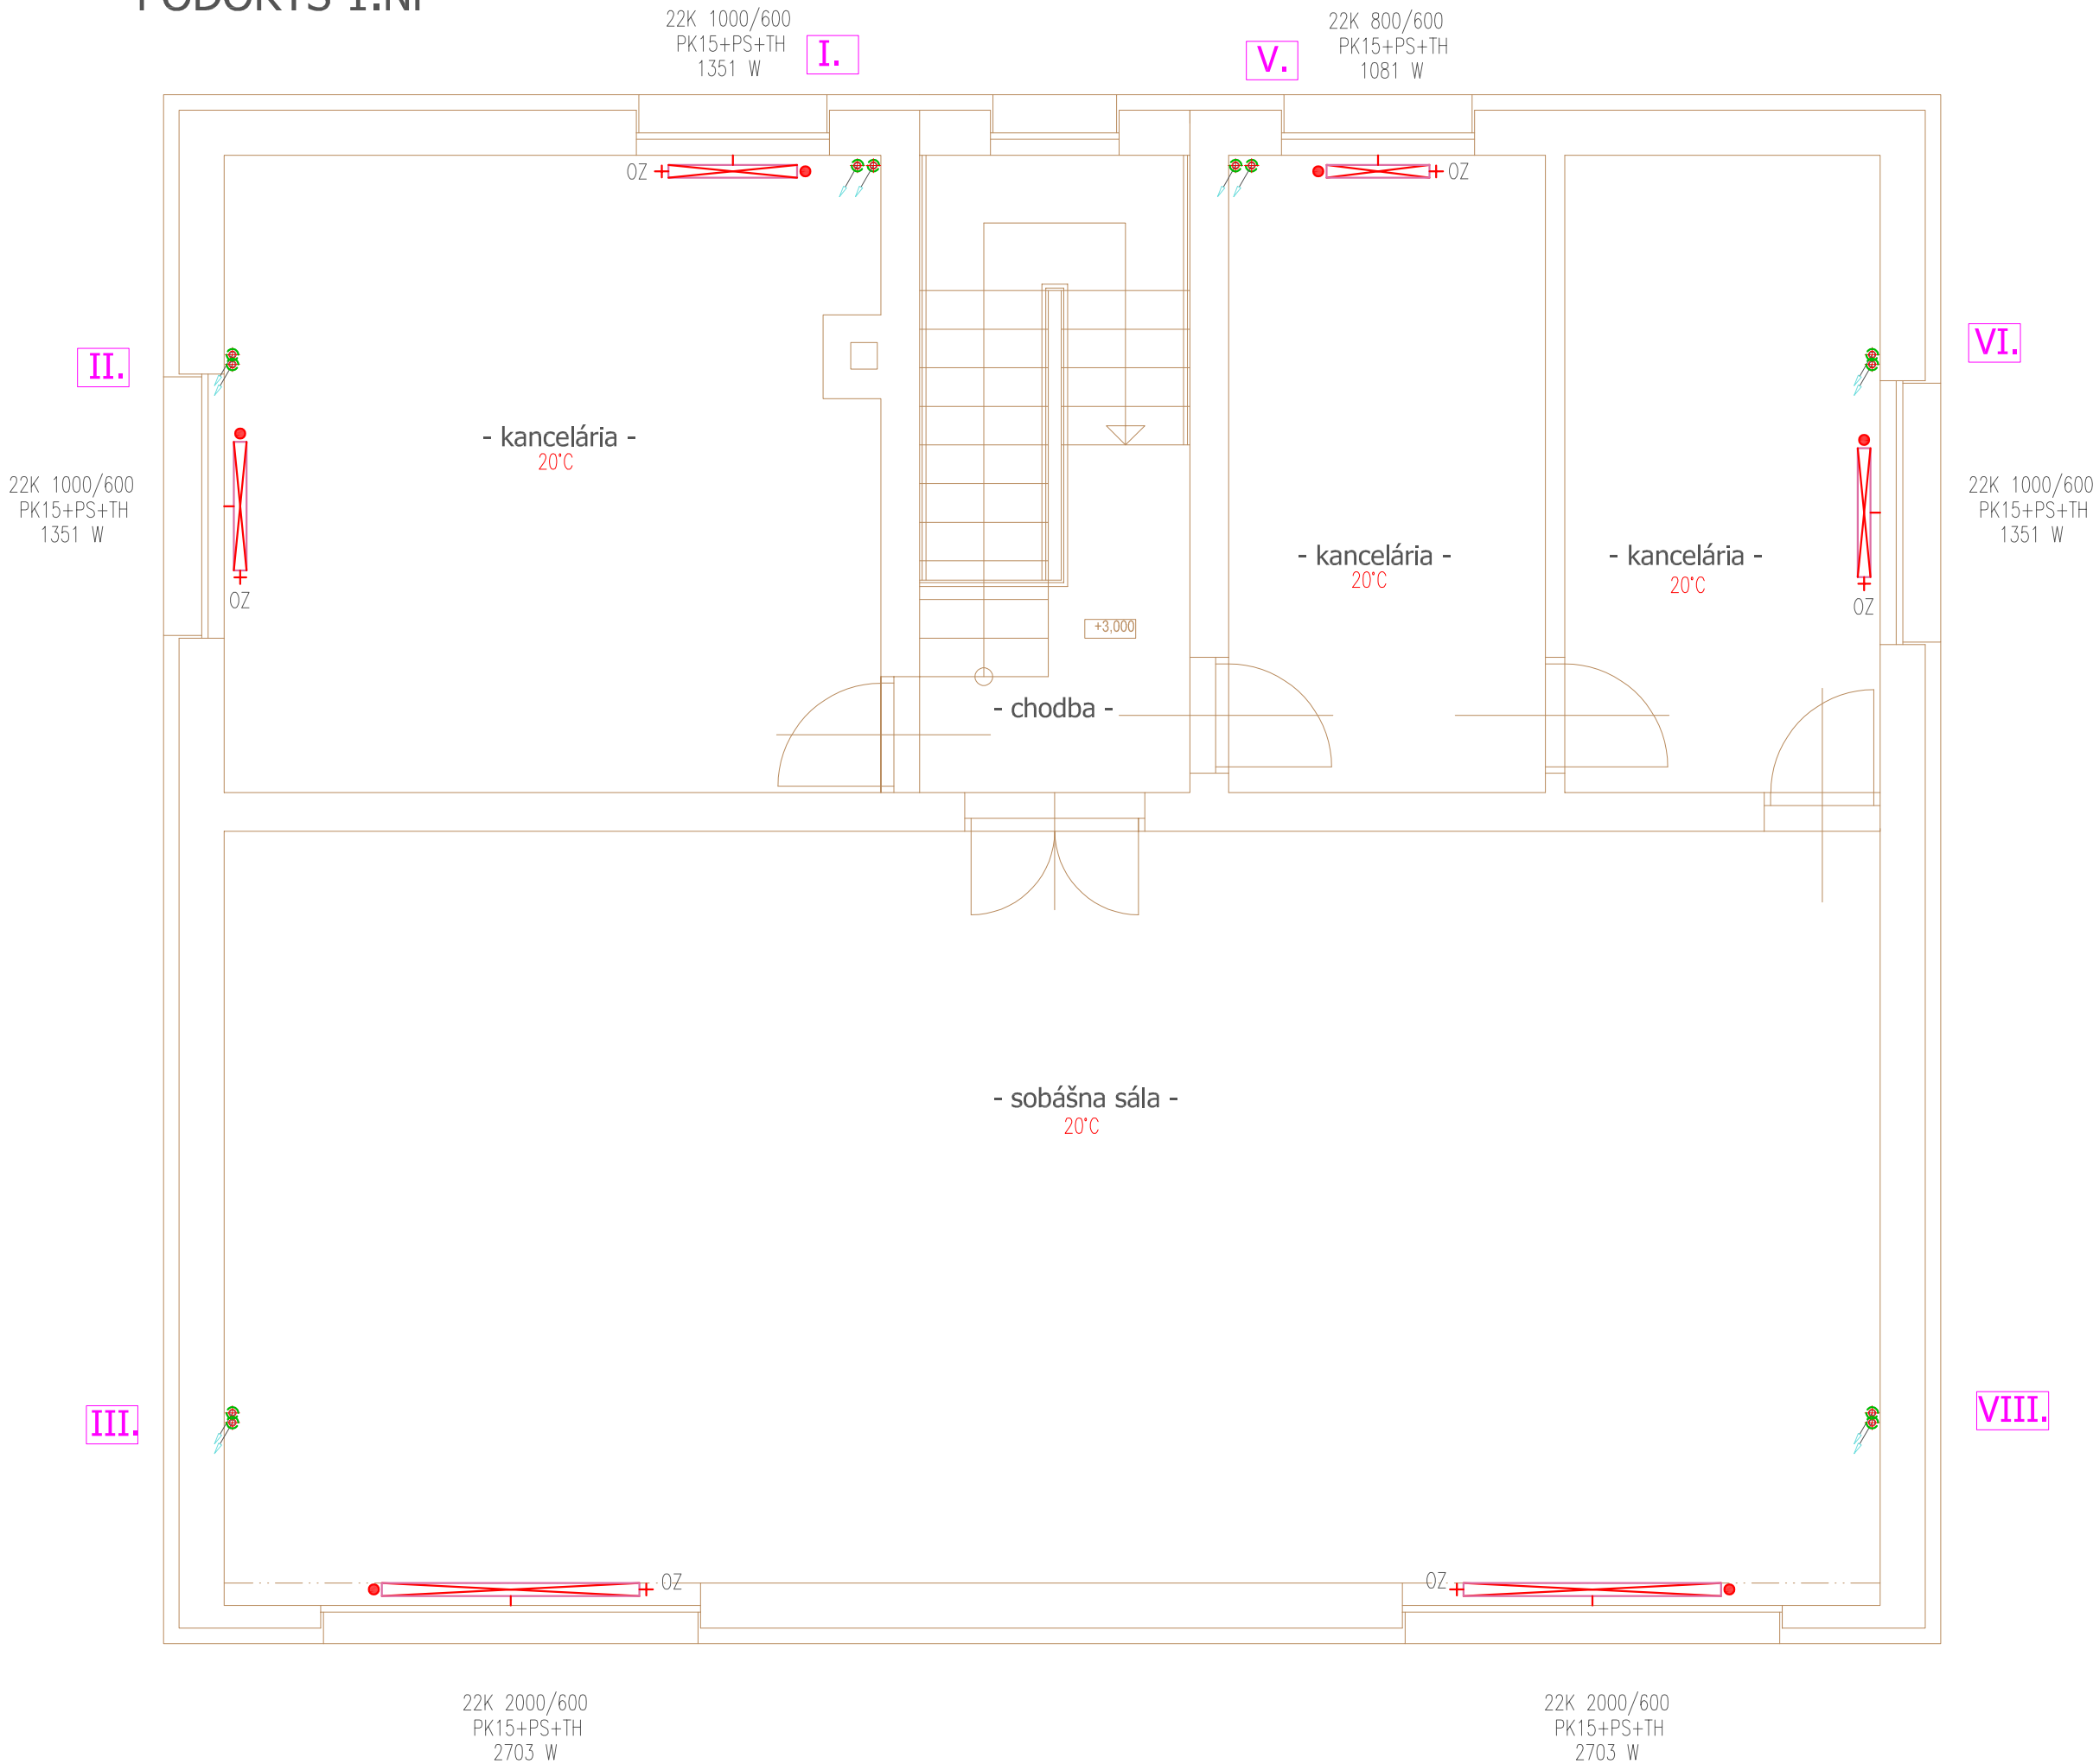 PÔDORYS 1.NP
22K 1000/600
PK15+PS+TH
1351 W
I.
V.
22K 800/600
PK15+PS+TH
1081 W
OZ
OZ
II.
VI.
- kancelária -
20°C
22K 1000/600
PK15+PS+TH
1351 W
OZ
- kancelária -
20°C
- kancelária -
20°C
22K 1000/600
PK15+PS+TH
1351 W
OZ
+3,000
- chodba -
- sobášna sála -
20°C
III.
VIII.
OZ
OZ
22K 2000/600
PK15+PS+TH
2703 W
22K 2000/600
PK15+PS+TH
2703 W